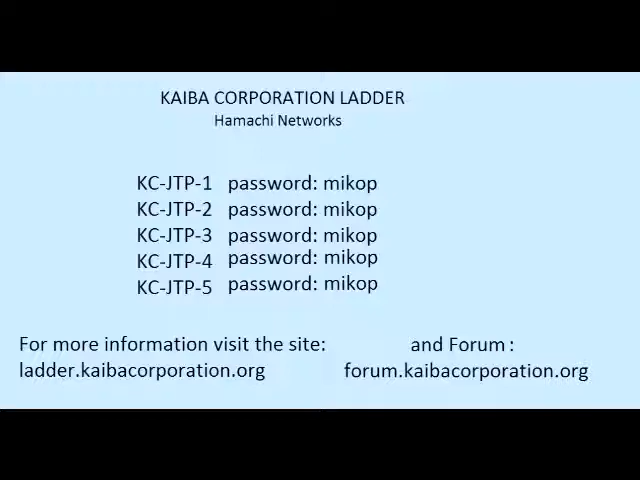 KAIBA CORPORATION LADDER
Hamachi Networks
KC-JTP-1 password: mikop
KC-JTP-2 password: mikop
KC-JTP-3 password: mikop
KC-JTP-4 password: mikop
KC-JTP-5 password: mikop
For more information visit the site: and Forum :
ladder.kaibacorporation.org forum.kaibacorporation.org